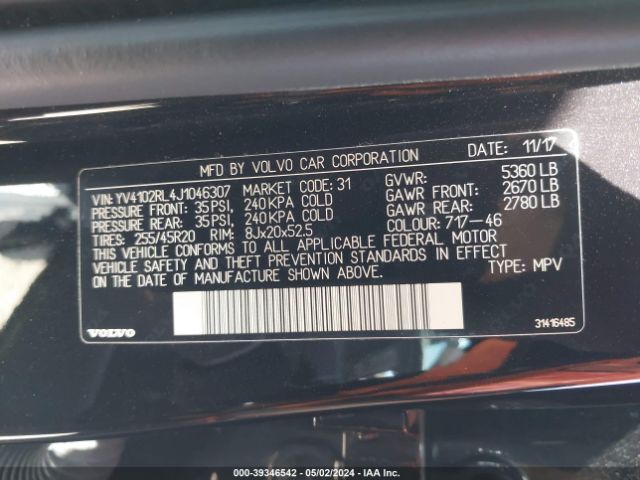 MFD BY VOLVO CAR CORPORATION DATE: 11/17
VIN: YV4102RL4J1046307 MARKET CODE: 31 GVWR: 5360 LB
PRESSURE FRONT: 35PSI, 240KPA COLD GAWR FRONT: 2670 LB
PRESSURE REAR: 35PSI, 240KPA COLD GAWR REAR: 2780 LB
TIRES: 255/45R20 RIM: 8Jx20x52.5 COLOUR: 717-46
THIS VEHICLE CONFORMS TO ALL APPLICABLE FEDERAL MOTOR
VEHICLE SAFETY AND THEFT PREVENTION STANDARDS IN EFFECT
ON THE DATE OF MANUFACTURE SHOWN ABOVE. TYPE: MPV
VOLVO 31416485
000-39346542 - 05/02/2024 - IAA Inc.